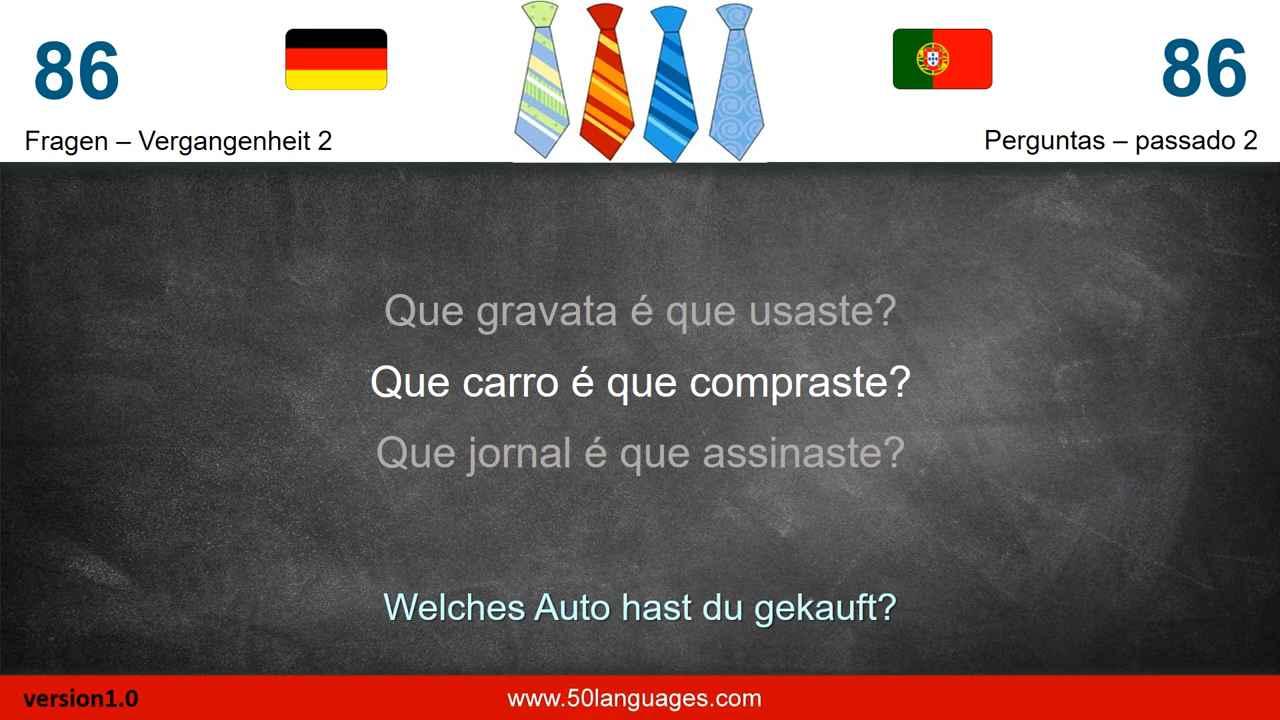 86
86
Fragen – Vergangenheit 2
Perguntas – passado 2
Que gravata é que usaste?
Que carro é que compraste?
Que jornal é que assinaste?
Welches Auto hast du gekauft?
version1.0
www.50languages.com